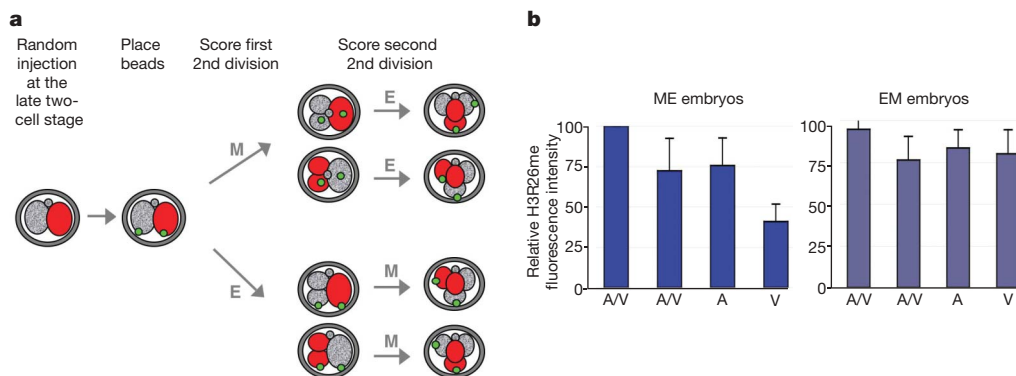 a
Random
injection
at the
late two-
cell stage
Place
beads
Score first
2nd division
Score second
2nd division
M
E
E
E
M
M
b
ME embryos
EM embryos
Relative H3R26me
fluorescence intensity
100
75
50
25
100
100
75
50
25
0
A/V
A/V
A
V
A/V
A/V
A
V